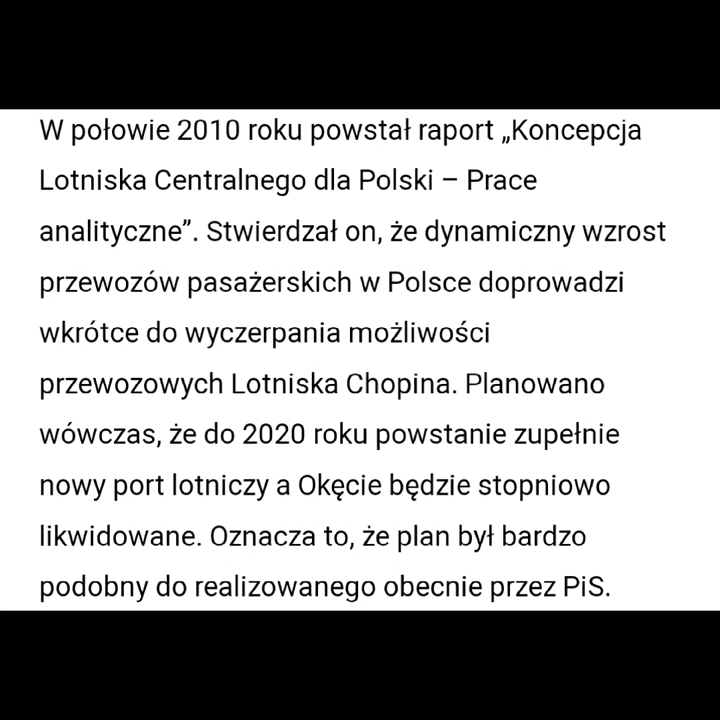 W połowie 2010 roku powstał raport „Koncepcja
Lotniska Centralnego dla Polski – Prace
analityczne”. Stwierdzał on, że dynamiczny wzrost
przewozów pasażerskich w Polsce doprowadzi
wkrótce do wyczerpania możliwości
przewozowych Lotniska Chopina. Planowano
wówczas, że do 2020 roku powstanie zupełnie
nowy port lotniczy a Okęcie będzie stopniowo
likwidowane. Oznacza to, że plan był bardzo
podobny do realizowanego obecnie przez PiS.